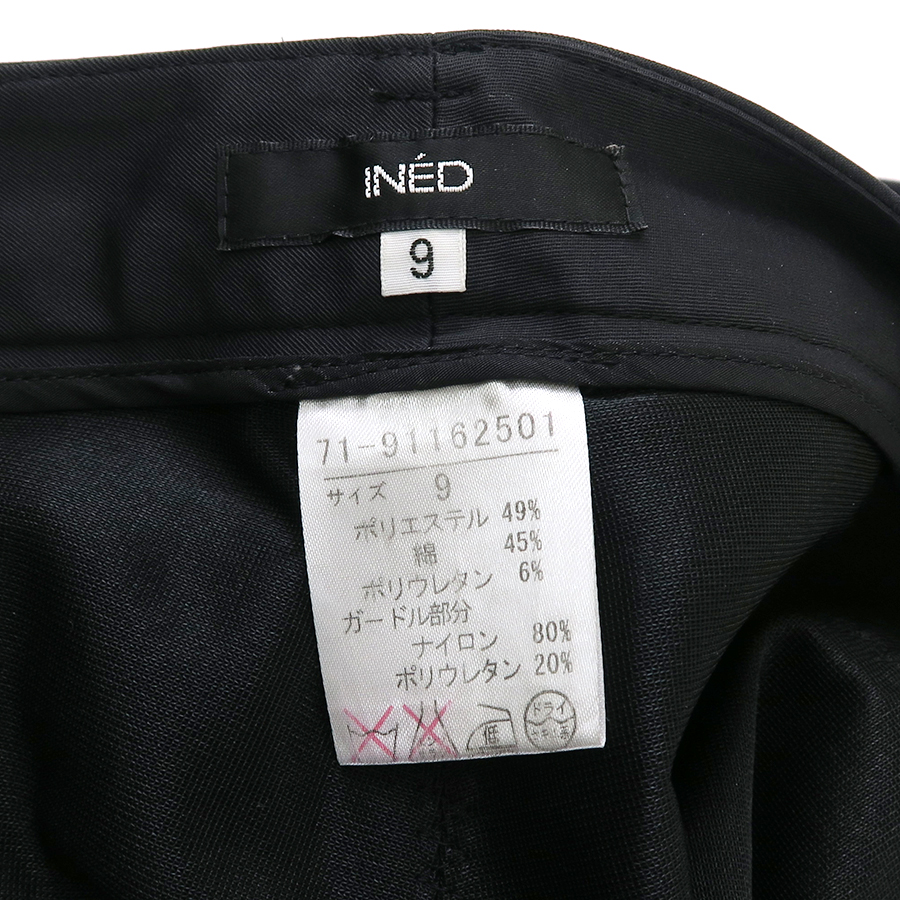 INÉD
9
71-91162501
サイズ 9
ポリエステル 49%
綿 45%
ポリウレタン 6%
ガードル部分
ナイロン 80%
ポリウレタン 20%
低
ドライ